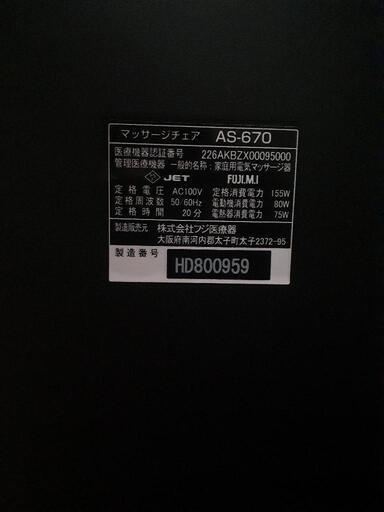 マッサージチェア AS-670
医療機器認証番号 226AKBZX00095000
管理医療機器 一般的名称：家庭用電気マッサージ器
JET FUJI.M.I
定格電圧 AC100V 定格消費電力 155W
定格周波数 50/60Hz 電動機消費電力 80W
定格時間 20分 電熱器消費電力 75W
製造販売元 株式会社フジ医療器
大阪府南河内郡太子町太子2372-95
製造番号 HD800959